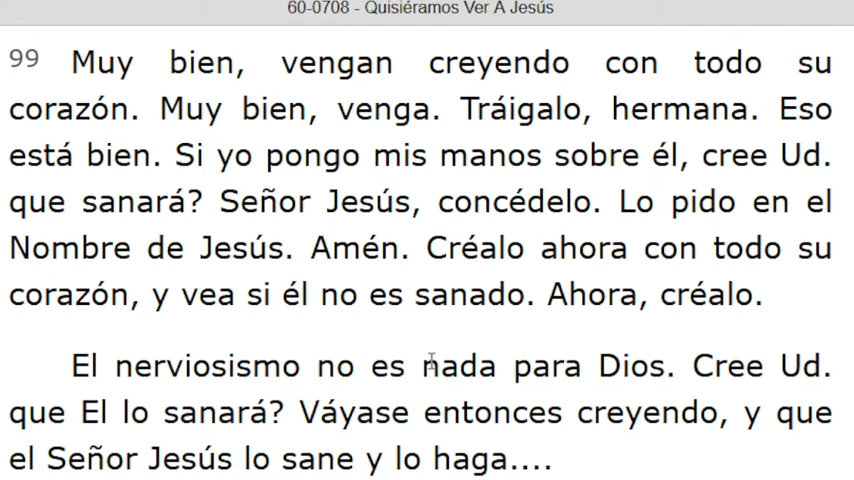 60-0708 - Quisiéramos Ver A Jesús
99 Muy bien, vengan creyendo con todo su
corazón. Muy bien, venga. Tráigalo, hermana. Eso
está bien. Si yo pongo mis manos sobre él, cree Ud.
que sanará? Señor Jesús, concédelo. Lo pido en el
Nombre de Jesús. Amén. Créalo ahora con todo su
corazón, y vea si él no es sanado. Ahora, créalo.
El nerviosismo no es nada para Dios. Cree Ud.
que El lo sanará? Váyase entonces creyendo, y que
el Señor Jesús lo sane y lo haga....